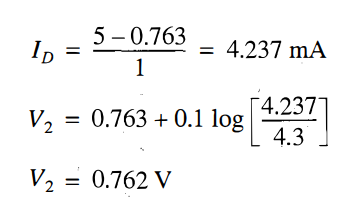 I_D = (5 – 0.763) / 1 = 4.237 mA
V_2 = 0.763 + 0.1 log [4.237 / 4.3]
V_2 = 0.762 V